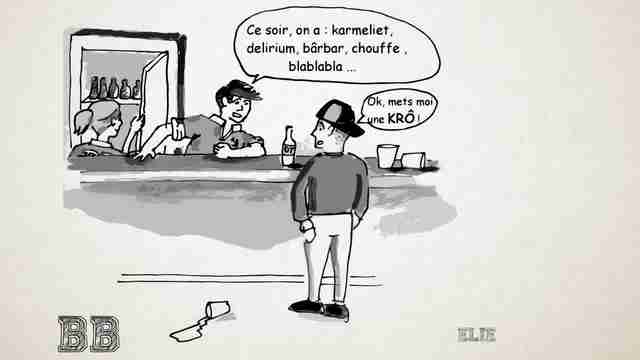 Ce soir, on a : karmeliet,
delirium, bârbar, chouffe ,
blablabla ...
Ok, mets moi
une KRÔ !
BB
ELIE